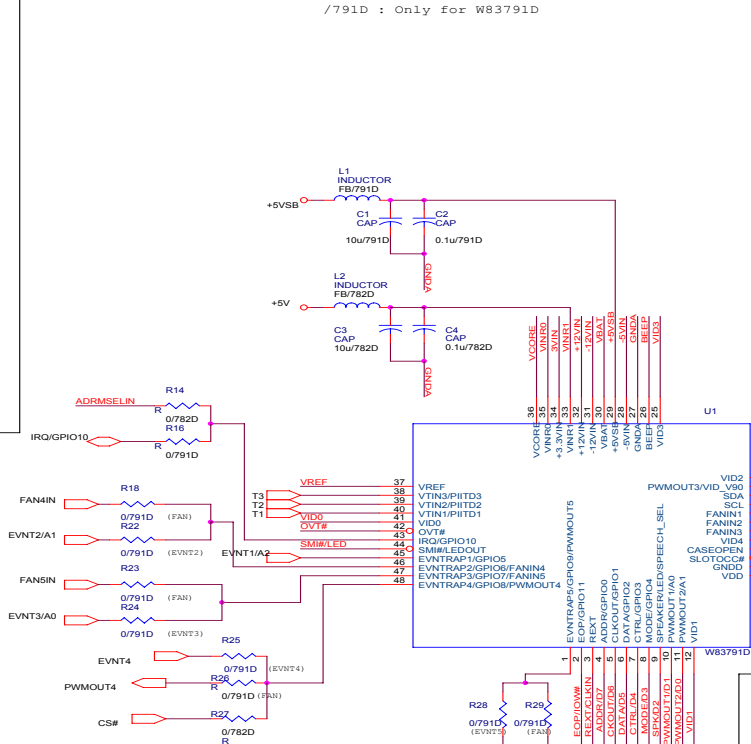 /791D : Only for W83791D
L1
INDUCTOR
FB/791D
+5VSB
C1
CAP
10u/791D
C2
CAP
0.1u/791D
GNDA
L2
INDUCTOR
FB/782D
+5V
C3
CAP
10u/782D
C4
CAP
0.1u/782D
GNDA
VCORE
VINR0
3VIN
VINR1
+12VIN
-12VIN
VBAT
+5VSB
-5VIN
GNDA
BEEP
VID3
36
35
34
33
32
31
30
29
28
27
26
25
U1
VCORE
VINR0
+3.3VIN
VINR1
+12VIN
-12VIN
VBAT
+5VSB
-5VIN
GNDA
BEEP
VID3
R14
ADRMSELIN
R
0/782D
R16
IRQ/GPIO10
R
0/791D
VREF
37
VREF
T3
38
VTIN3/PIITD3
T2
39
VTIN2/PIITD2
T1
40
VTIN1/PIITD1
VID0
41
VID0
OVT#
42
OVT#
43
IRQ/GPIO10
SMI#/LED
44
SMI#/LEDOUT
EVNT1/A2
45
EVNTRAP1/GPIO5
46
EVNTRAP2/GPIO6/FANIN4
47
EVNTRAP3/GPIO7/FANIN5
48
EVNTRAP4/GPIO8/PWMOUT4
VID2
PWMOUT3/VID_V90
SDA
SCL
FANIN1
FANIN2
FANIN3
VID4
CASEOPEN
SLOTOCC#
GNDD
VDD
R18
FAN4IN
0/791D (FAN)
R22
EVNT2/A1
0/791D (EVNT2)
R23
FAN5IN
0/791D (FAN)
R24
EVNT3/A0
0/791D (EVNT3)
R25
EVNT4
0/791D (EVNT4)
R26
PWMOUT4
R
0/791D (FAN)
R27
CS#
0/782D
R
EVNTRAP5/GPIO9/PWMOUT5
EOP/GPIO11
REXT
ADDR/GPIO0
CLKOUT/GPIO1
DATA/GPIO2
CTRL/GPIO3
MODE/GPIO4
SPEAKER/LED/SPEECH_SEL
PWMOUT1/A0
PWMOUT2/A1
VID1
W83791D
1
2
3
4
5
6
7
8
9
10
11
12
EOP/IOW#
REXT/CLKIN
ADDR/D7
CKOUT/D6
DATA/D5
CTRL/D4
MODE/D3
SPK/D2
PWMOUT1/D1
PWMOUT2/D0
VID1
R28
0/791D
(EVNT5)
R29
0/791D
(FAN)